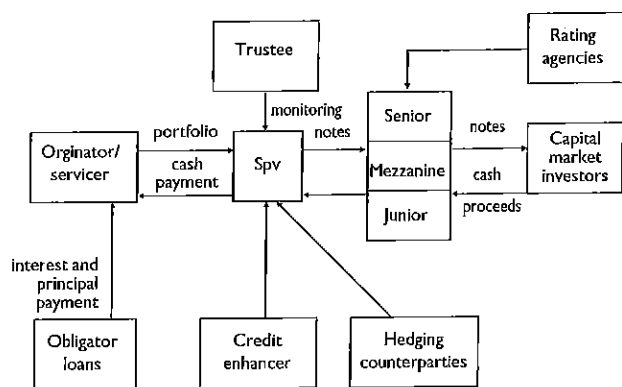 Rating
agencies
Trustee
monitoring
Senior
portfolio
notes
notes
Orginator/
servicer
cash
payment
Spv
Mezzanine
cash
Capital
market
investors
Junior
proceeds
interest and
principal
payment
Obligator
loans
Credit
enhancer
Hedging
counterparties